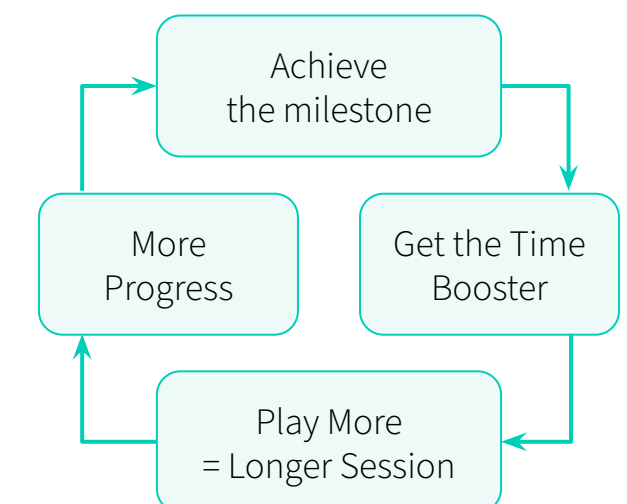 Achieve
the milestone
More
Progress
Get the Time
Booster
Play More
= Longer Session